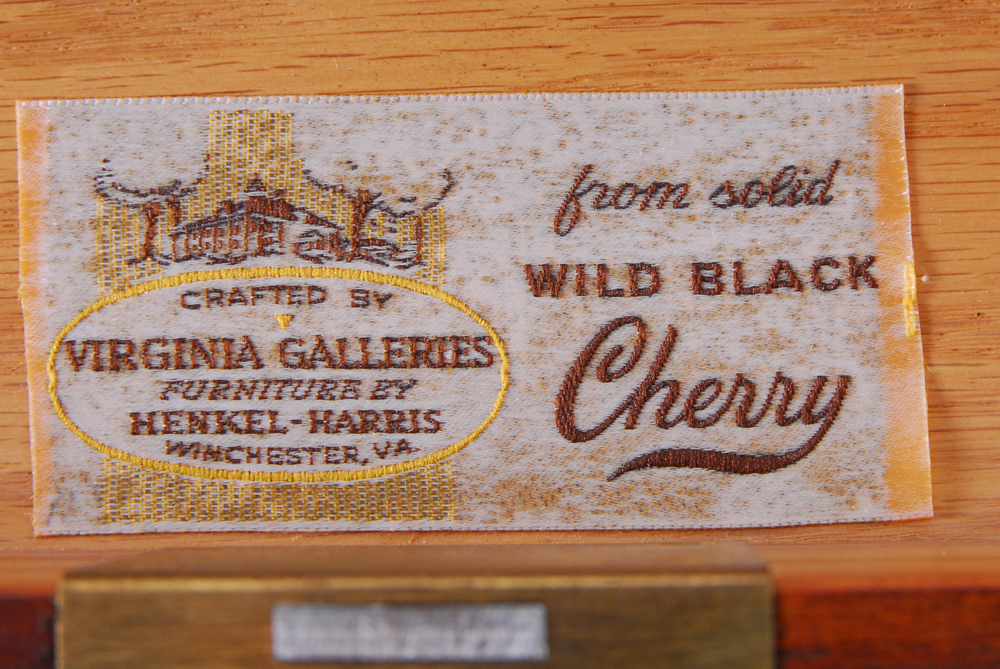 CRAFTED BY
VIRGINIA GALLERIES
FURNITURE BY
HENKEL-HARRIS
WINCHESTER, VA.
from solid
WILD BLACK
Cherry